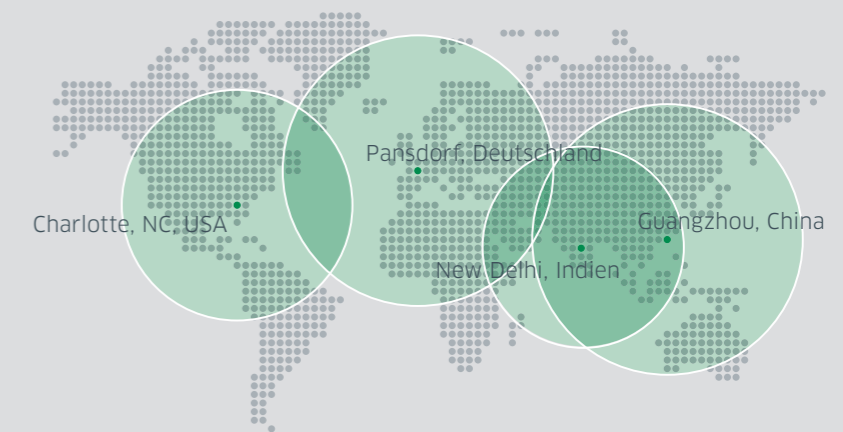 Pansdorf, Deutschland
Charlotte, NC, USA
Guangzhou, China
New Delhi, Indien